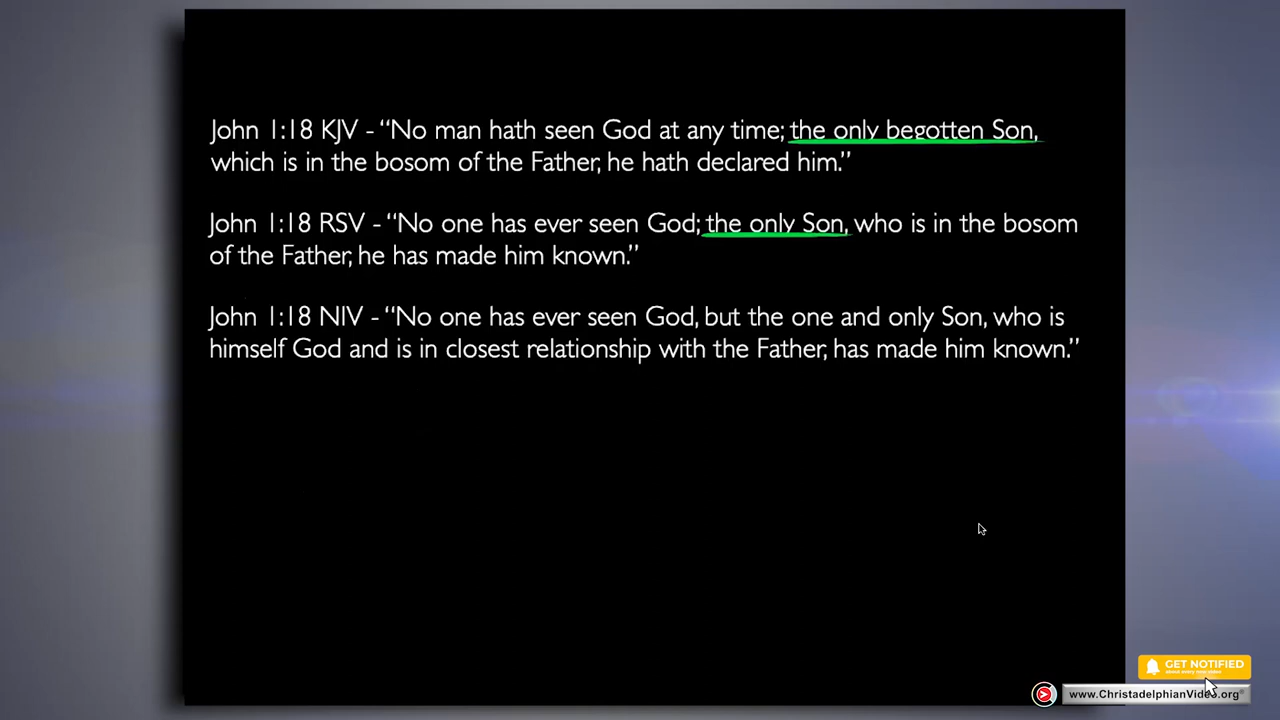 John 1:18 KJV - “No man hath seen God at any time; the only begotten Son,
which is in the bosom of the Father, he hath declared him.”
John 1:18 RSV - “No one has ever seen God; the only Son, who is in the bosom
of the Father, he has made him known.”
John 1:18 NIV - “No one has ever seen God, but the one and only Son, who is
himself God and is in closest relationship with the Father, has made him known.”
GET NOTIFIED
about every new video
www.ChristadelphianVideo.org